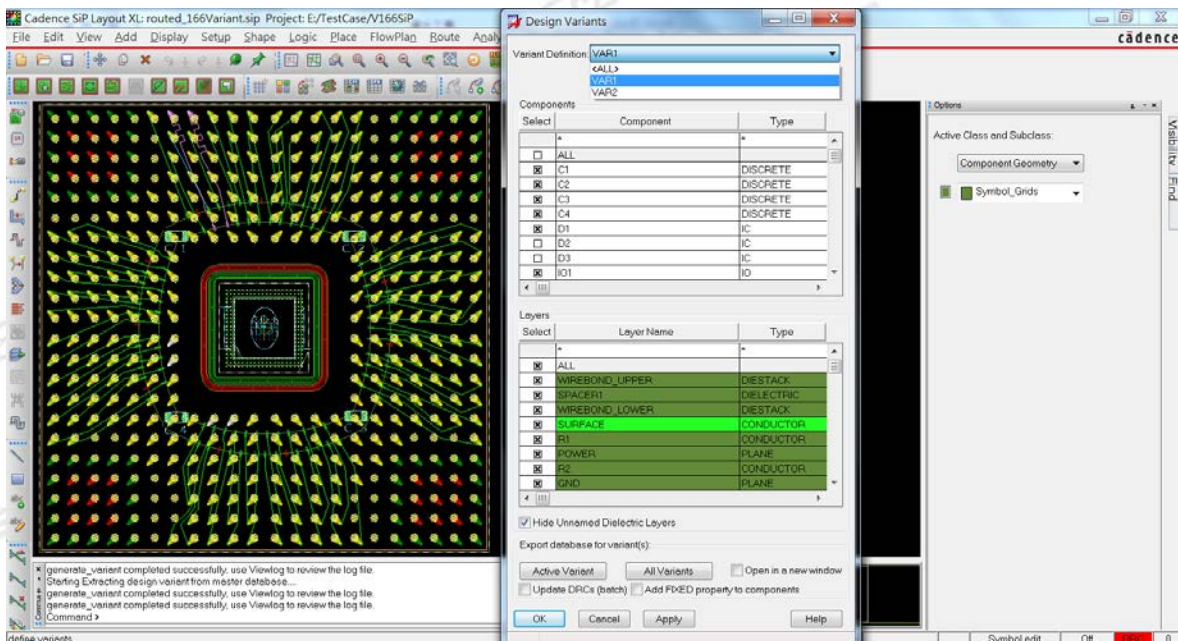 Cadence SiP Layout XL: routed_166Variant.sip Project: E:/TestCase/V166SiP
File Edit View Add Display Setup Shape Logic Place FlowPlan Route
cādence
Design Variants
Variant Definition: VAR1
<ALL>
VAR1
VAR2
Components
Select Component Type
* *
ALL
C1 DISCRETE
C2 DISCRETE
C3 DISCRETE
C4 DISCRETE
D1 IC
D2 IC
D3 IC
IO1 IO
Layers
Select Layer Name Type
* *
ALL
WIREBOND_UPPER DIESTACK
SPACER1 DIELECTRIC
WIREBOND_LOWER DIESTACK
SURFACE CONDUCTOR
R1 CONDUCTOR
POWER PLANE
R2 CONDUCTOR
GND PLANE
Hide Unnamed Dielectric Layers
Export database for variant(s):
Active Variant All Variants Open in a new window
Update DRCs (batch) Add FIXED property to components
OK Cancel Apply Help
Options
Active Class and Subclass:
Component Geometry
Symbol_Grids
Visibility
Find
generate_variant completed successfully, use Viewlog to review the log file.
Starting Extracting design variant from master database...
generate_variant completed successfully, use Viewlog to review the log file.
generate_variant completed successfully, use Viewlog to review the log file.
Command >
define variants
Symbol edit Off DRC 0